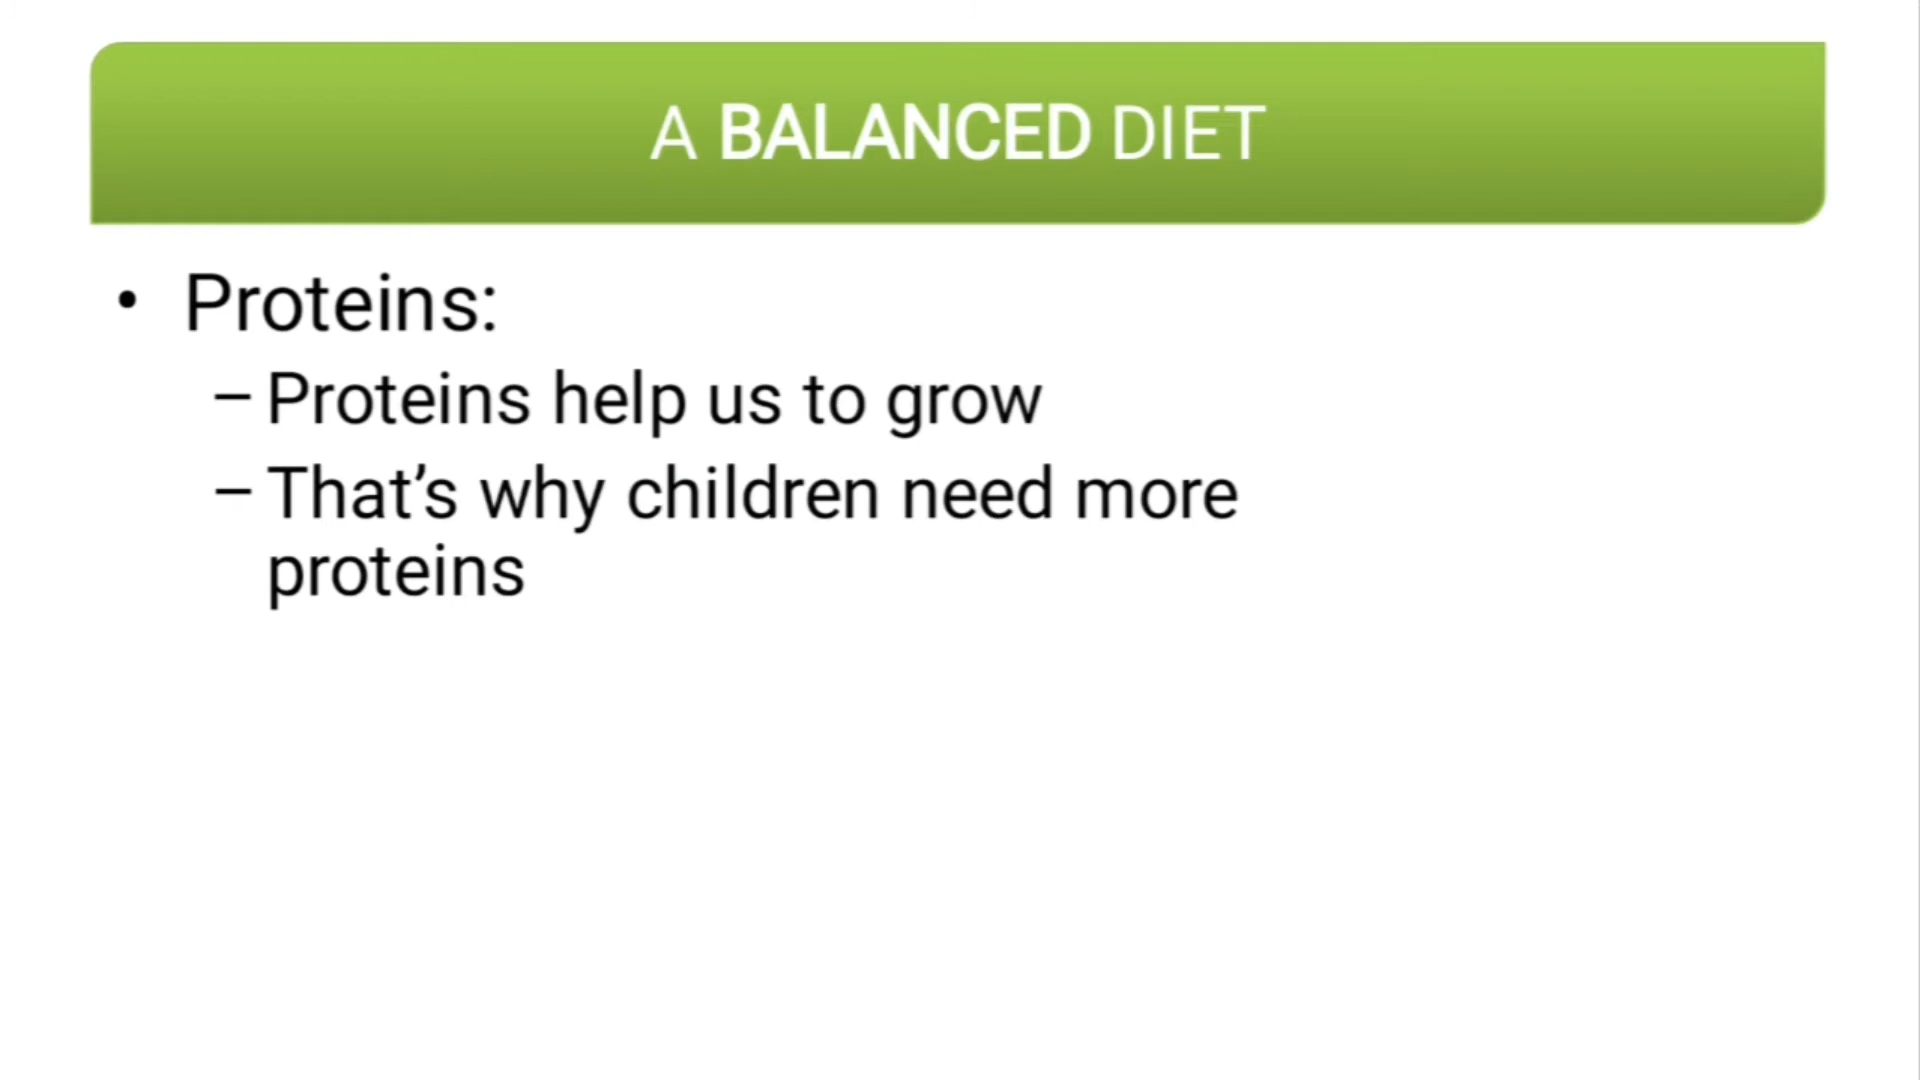 A BALANCED DIET
• Proteins:
– Proteins help us to grow
– That’s why children need more
proteins